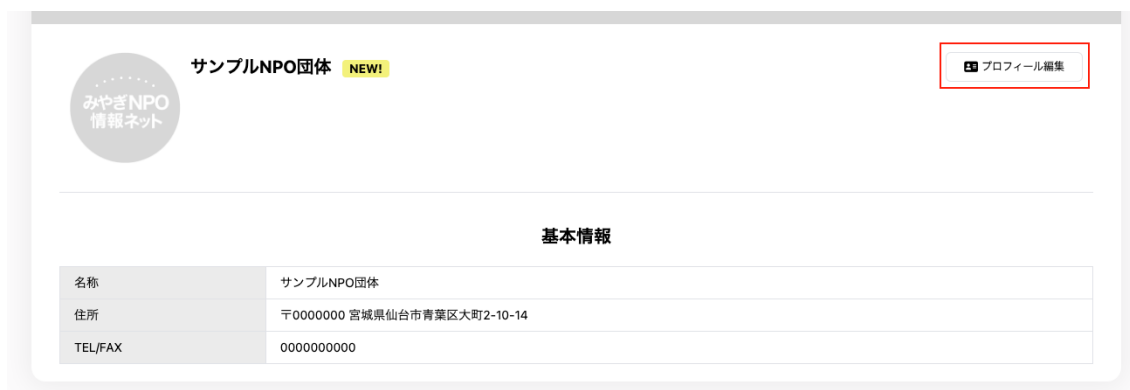 サンプルNPO団体 NEW!
プロフィール編集
みやぎNPO
情報ネット
基本情報
名称 サンプルNPO団体
住所 〒0000000 宮城県仙台市青葉区大町2-10-14
TEL/FAX 0000000000